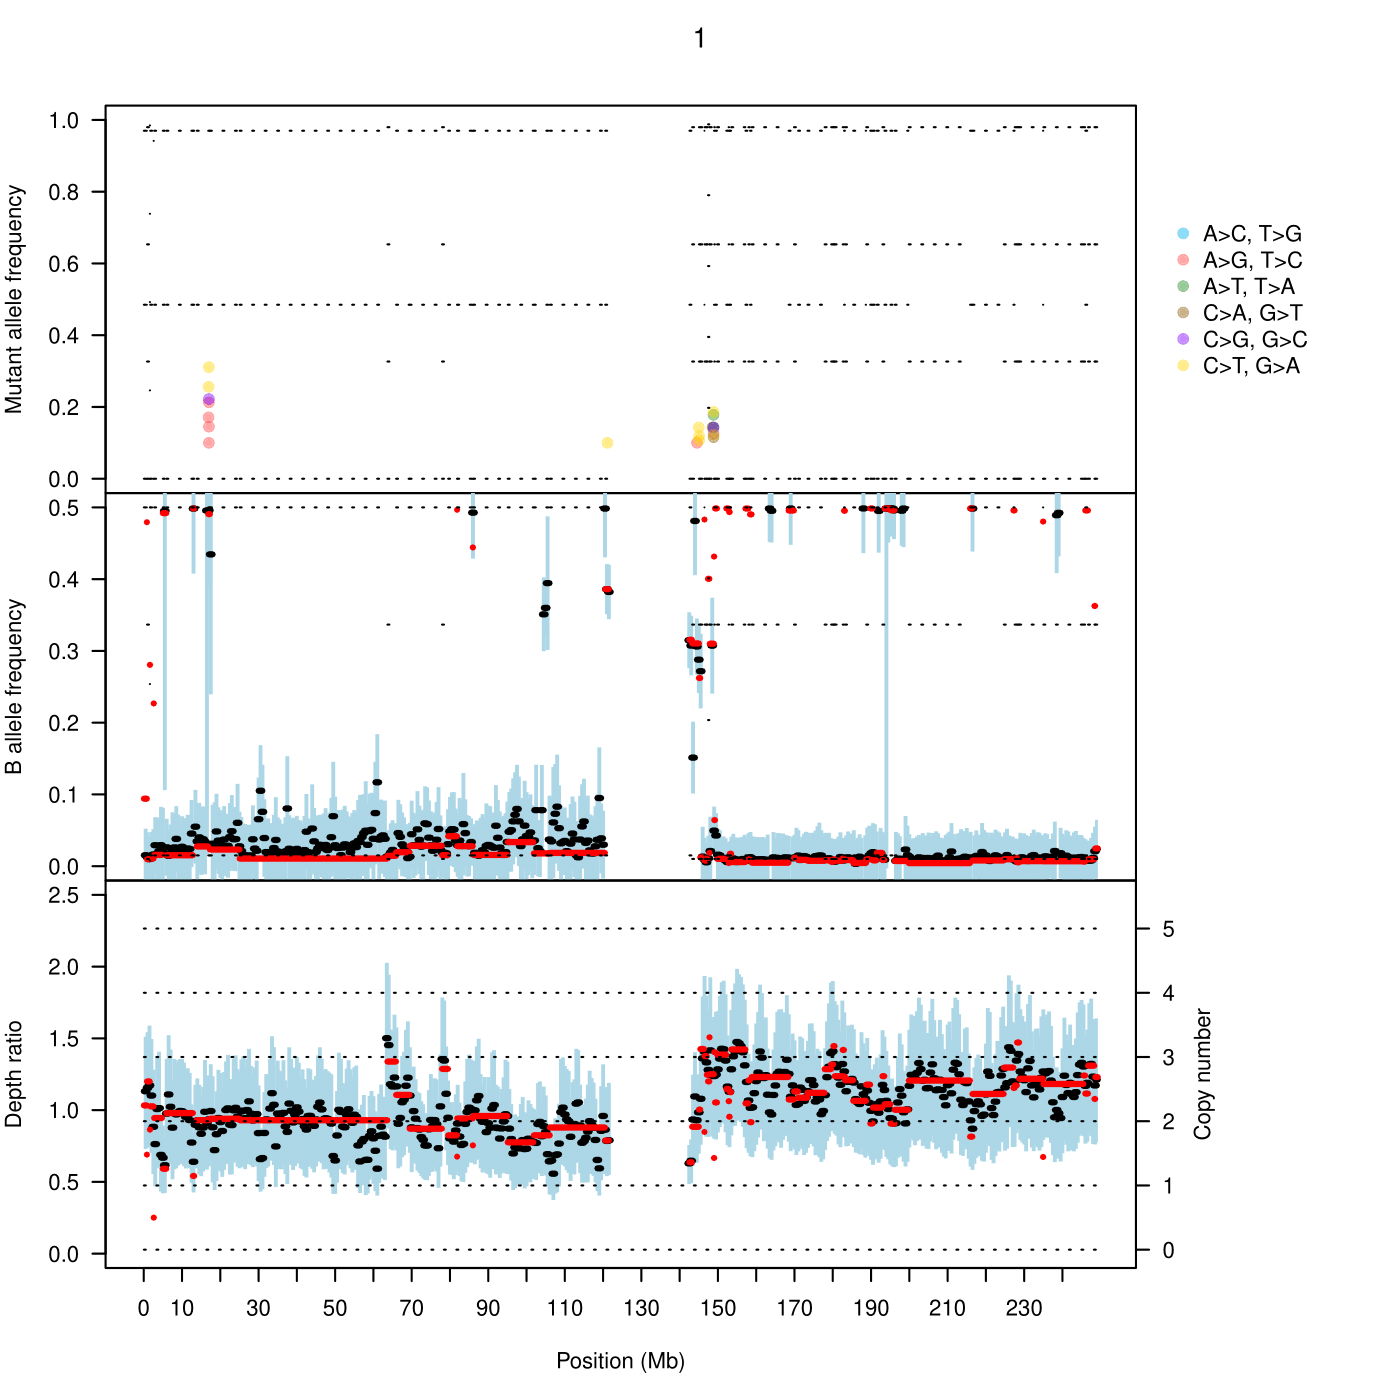 1
Mutant allele frequency
1.0
0.8
0.6
0.4
0.2
0.0
A>C, T>G
A>G, T>C
A>T, T>A
C>A, G>T
C>G, G>C
C>T, G>A
B allele frequency
0.5
0.4
0.3
0.2
0.1
0.0
Depth ratio
2.5
2.0
1.5
1.0
0.5
0.0
5
4
3
2
1
0
Copy number
0 10 30 50 70 90 110 130 150 170 190 210 230
Position (Mb)